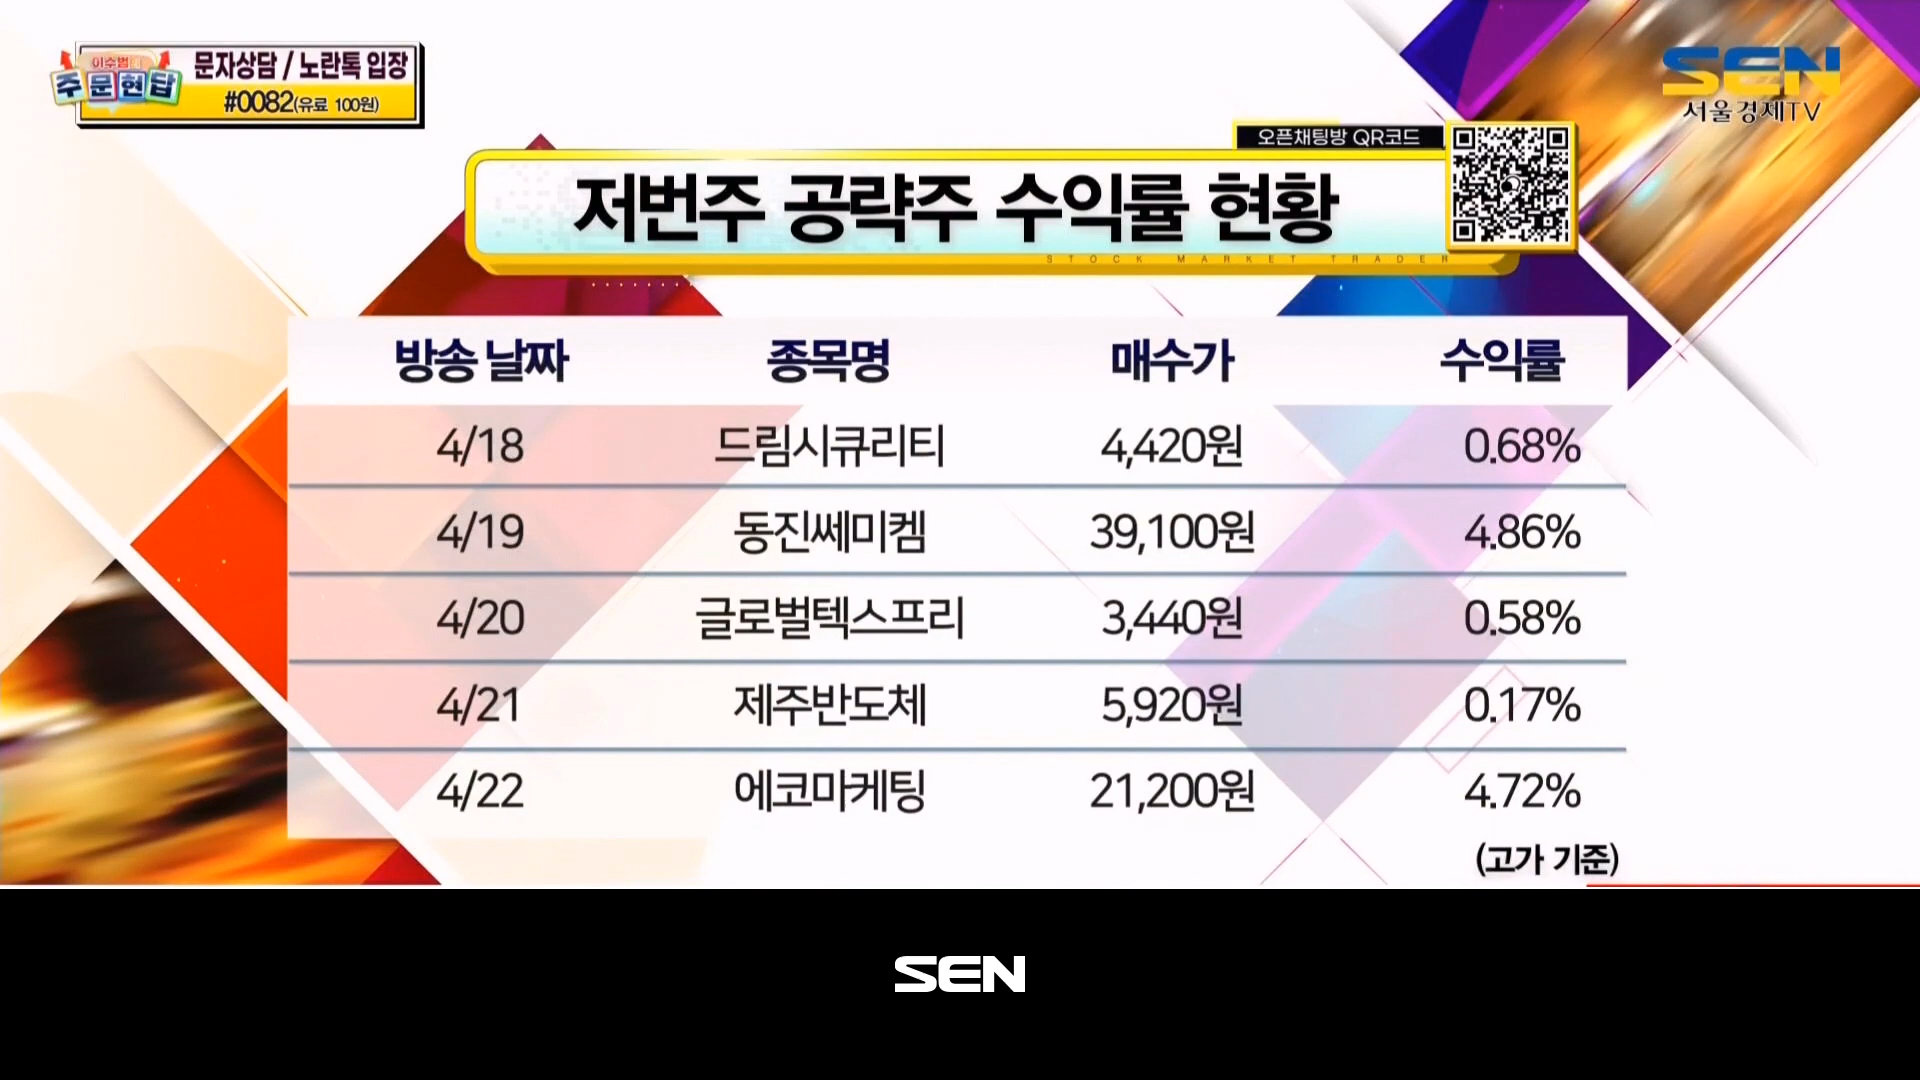 이수범의
주문현답
문자상담 / 노란톡 입장
#0082(유료 100원)
SEN
서울경제TV
오픈채팅방 QR코드
저번주 공략주 수익률 현황
STOCK MARKET TRADER
방송 날짜 종목명 매수가 수익률
4/18 드림시큐리티 4,420원 0.68%
4/19 동진쎄미켐 39,100원 4.86%
4/20 글로벌텍스프리 3,440원 0.58%
4/21 제주반도체 5,920원 0.17%
4/22 에코마케팅 21,200원 4.72%
(고가 기준)
SEN